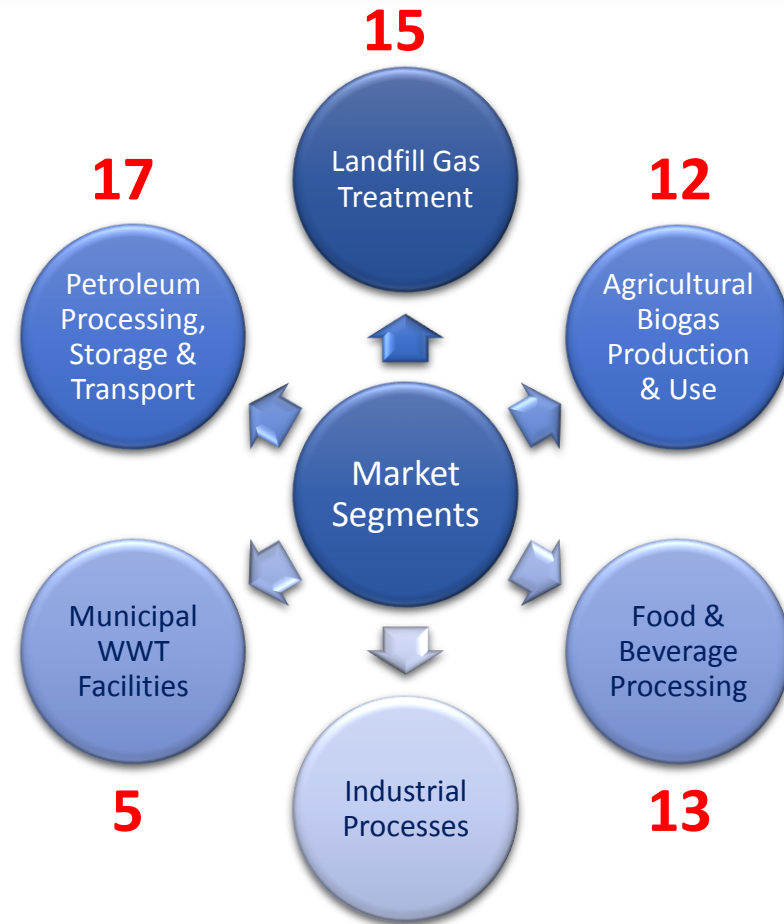 15
Landfill Gas
Treatment
17
Petroleum
Processing,
Storage &
Transport
12
Agricultural
Biogas
Production
& Use
Market
Segments
Municipal
WWT
Facilities
5
Food &
Beverage
Processing
13
Industrial
Processes